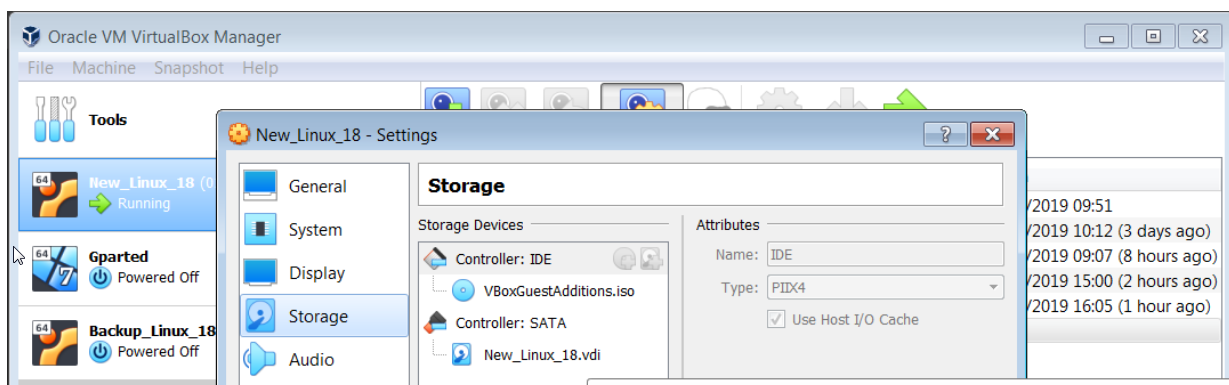 Oracle VM VirtualBox Manager
File Machine Snapshot Help
Tools
New_Linux_18 - Settings
64
New_Linux_18 (0
Running
64
Gparted
Powered Off
64
Backup_Linux_18
Powered Off
General
System
Display
Storage
Audio
Storage
Storage Devices
Controller: IDE
VBoxGuestAdditions.iso
Controller: SATA
New_Linux_18.vdi
Attributes
Name: IDE
Type: PIIX4
Use Host I/O Cache
/2019 09:51
/2019 10:12 (3 days ago)
/2019 09:07 (8 hours ago)
/2019 15:00 (2 hours ago)
/2019 16:05 (1 hour ago)